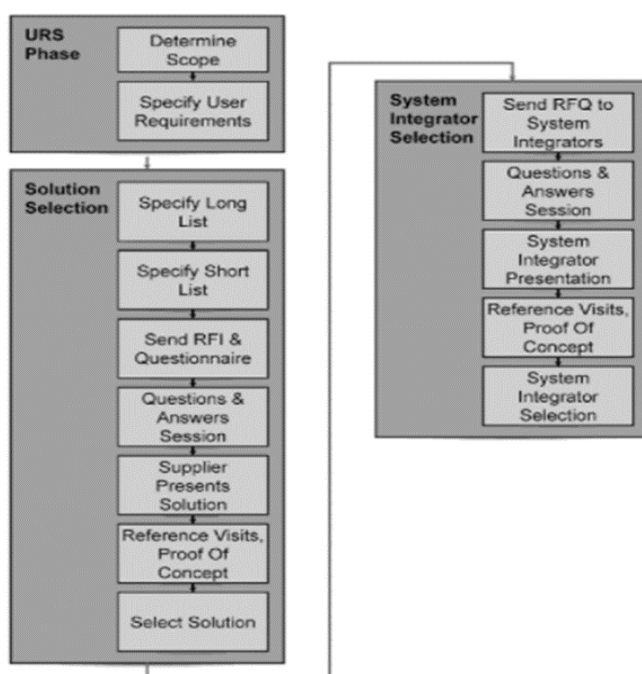 URS
Phase
Determine
Scope
Specify User
Requirements
Solution
Selection
Specify Long
List
Specify Short
List
Send RFI &
Questionnaire
Questions &
Answers
Session
Supplier
Presents
Solution
Reference Visits,
Proof Of
Concept
Select Solution
System
Integrator
Selection
Send RFQ to
System
Integrators
Questions &
Answers
Session
System
Integrator
Presentation
Reference Visits,
Proof Of
Concept
System
Integrator
Selection